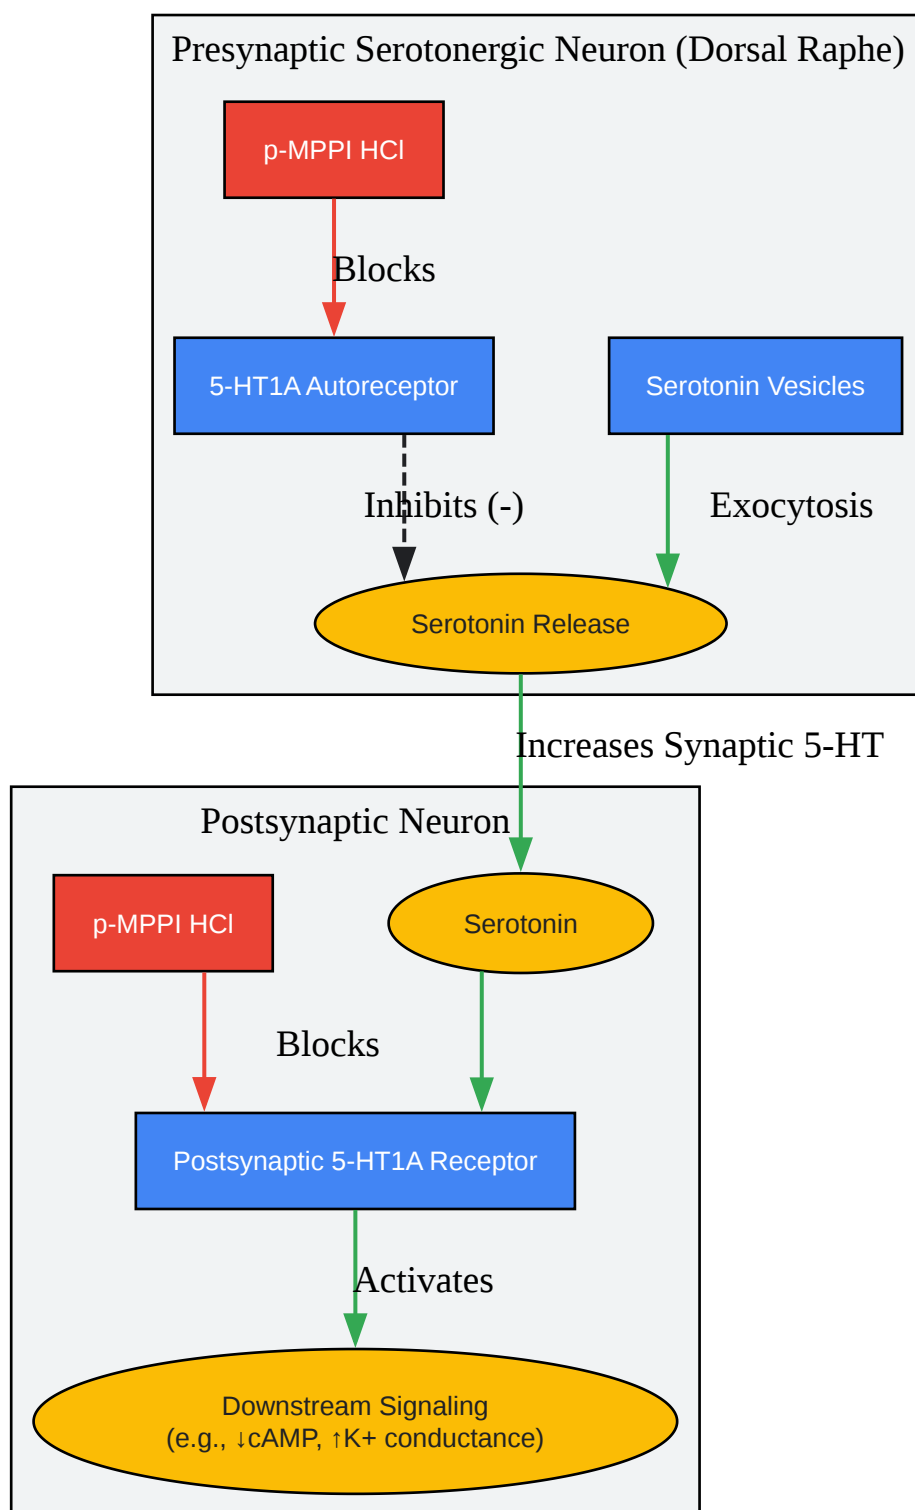 Presynaptic Serotonergic Neuron (Dorsal Raphe)
p-MPPI HCl
Blocks
5-HT1A Autoreceptor
Serotonin Vesicles
Inhibits (-)
Exocytosis
Serotonin Release
Increases Synaptic 5-HT
Postsynaptic Neuron
p-MPPI HCl
Serotonin
Blocks
Postsynaptic 5-HT1A Receptor
Activates
Downstream Signaling
(e.g., ↓cAMP, ↑K+ conductance)